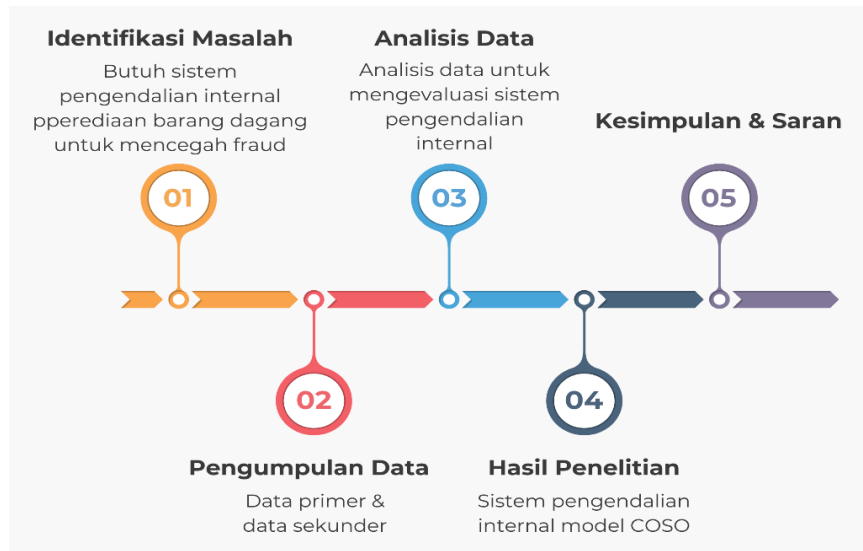 Identifikasi Masalah
Butuh sistem
pengendalian internal
pperediaan barang dagang
untuk mencegah fraud
01
Pengumpulan Data
Data primer &
data sekunder
02
Analisis Data
Analisis data untuk
mengevaluasi sistem
pengendalian
internal
03
Hasil Penelitian
Sistem pengendalian
internal model COSO
04
Kesimpulan & Saran
05